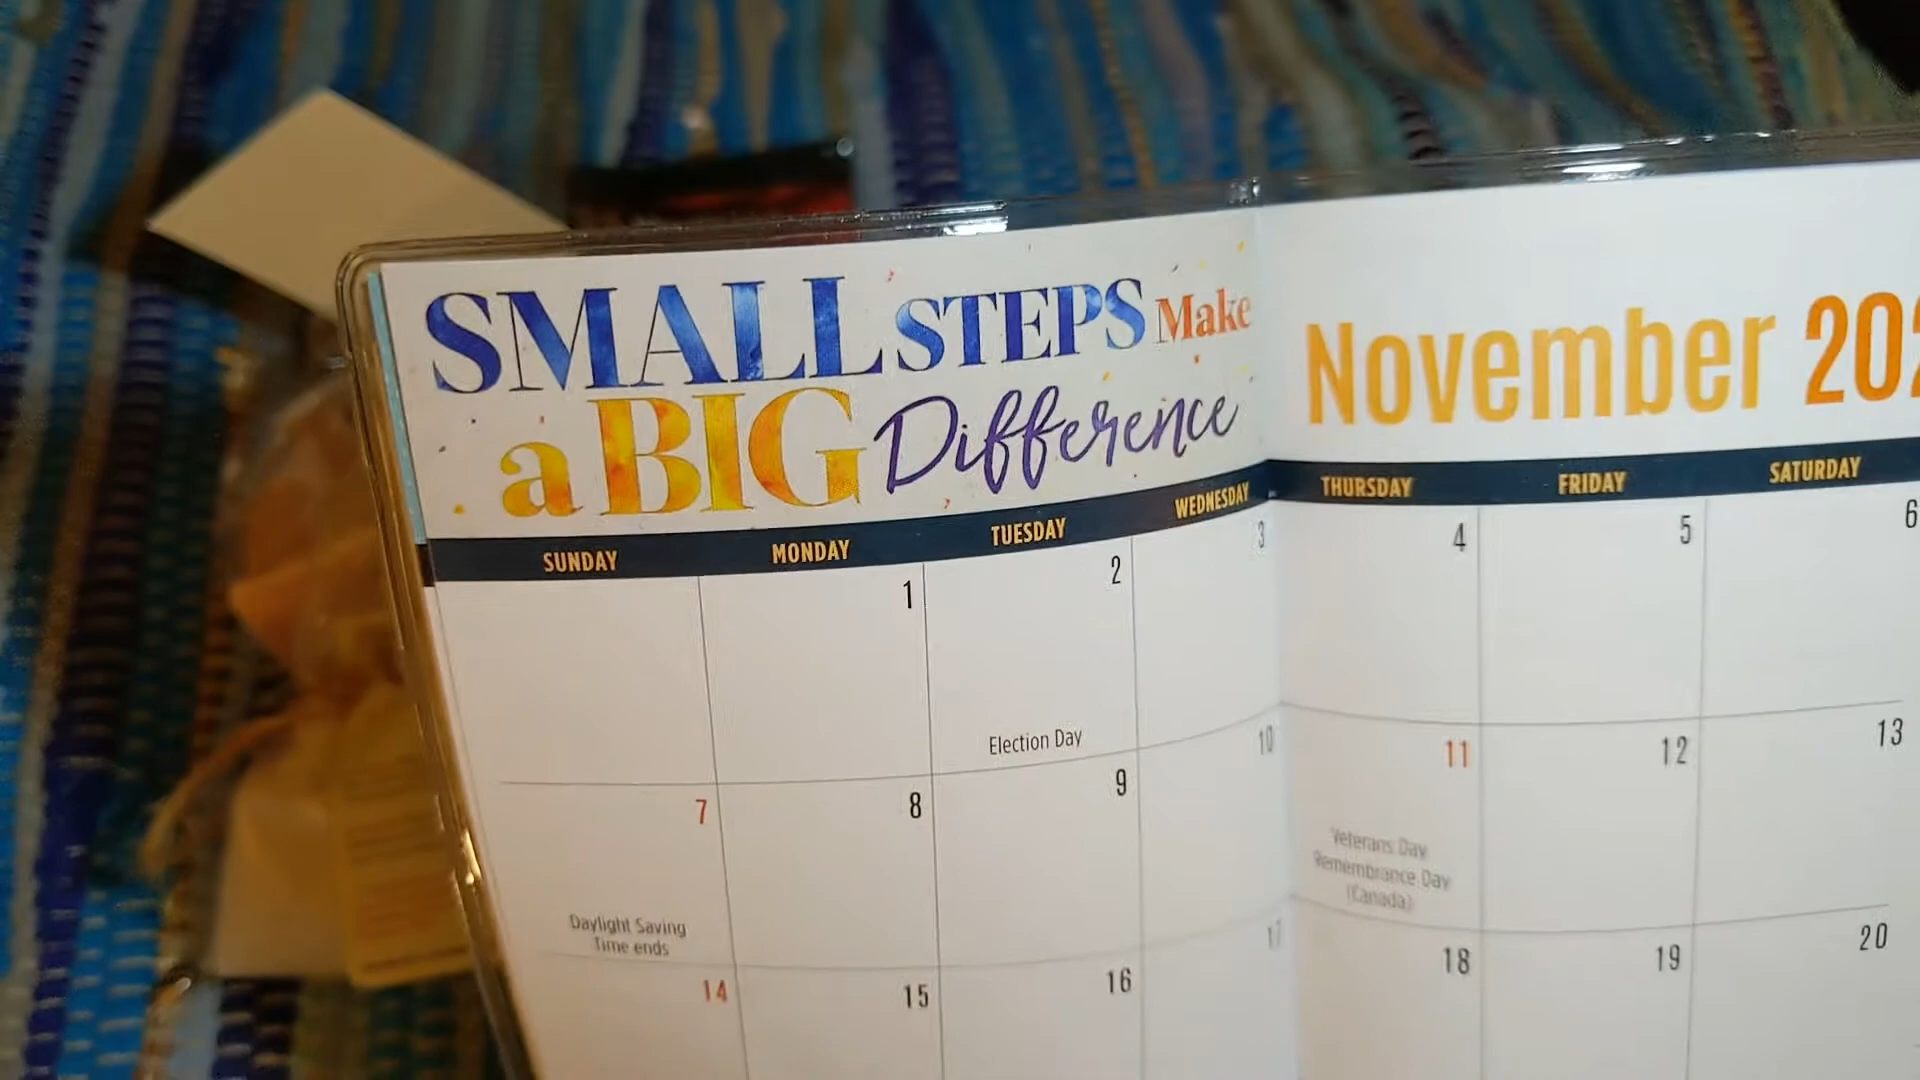 SMALL STEPS Make
a BIG Difference
November 202
SUNDAY MONDAY TUESDAY WEDNESDAY THURSDAY FRIDAY SATURDAY
1 2 3 4 5 6
Election Day
7 8 9 10 11 12 13
Daylight Saving
Time ends
Veterans Day
Remembrance Day
(Canada)
14 15 16 17 18 19 20